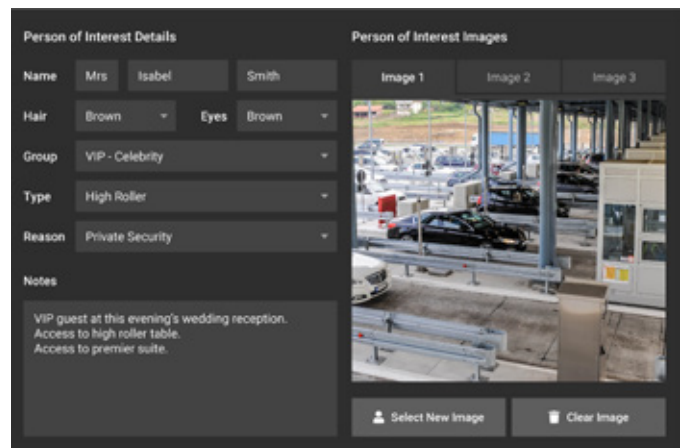 Person of Interest Details
Name Mrs Isabel Smith
Hair Brown Eyes Brown
Group VIP - Celebrity
Type High Roller
Reason Private Security
Notes
VIP guest at this evening's wedding reception.
Access to high roller table.
Access to premier suite.
Person of Interest Images
Image 1 Image 2 Image 3
Select New Image Clear Image